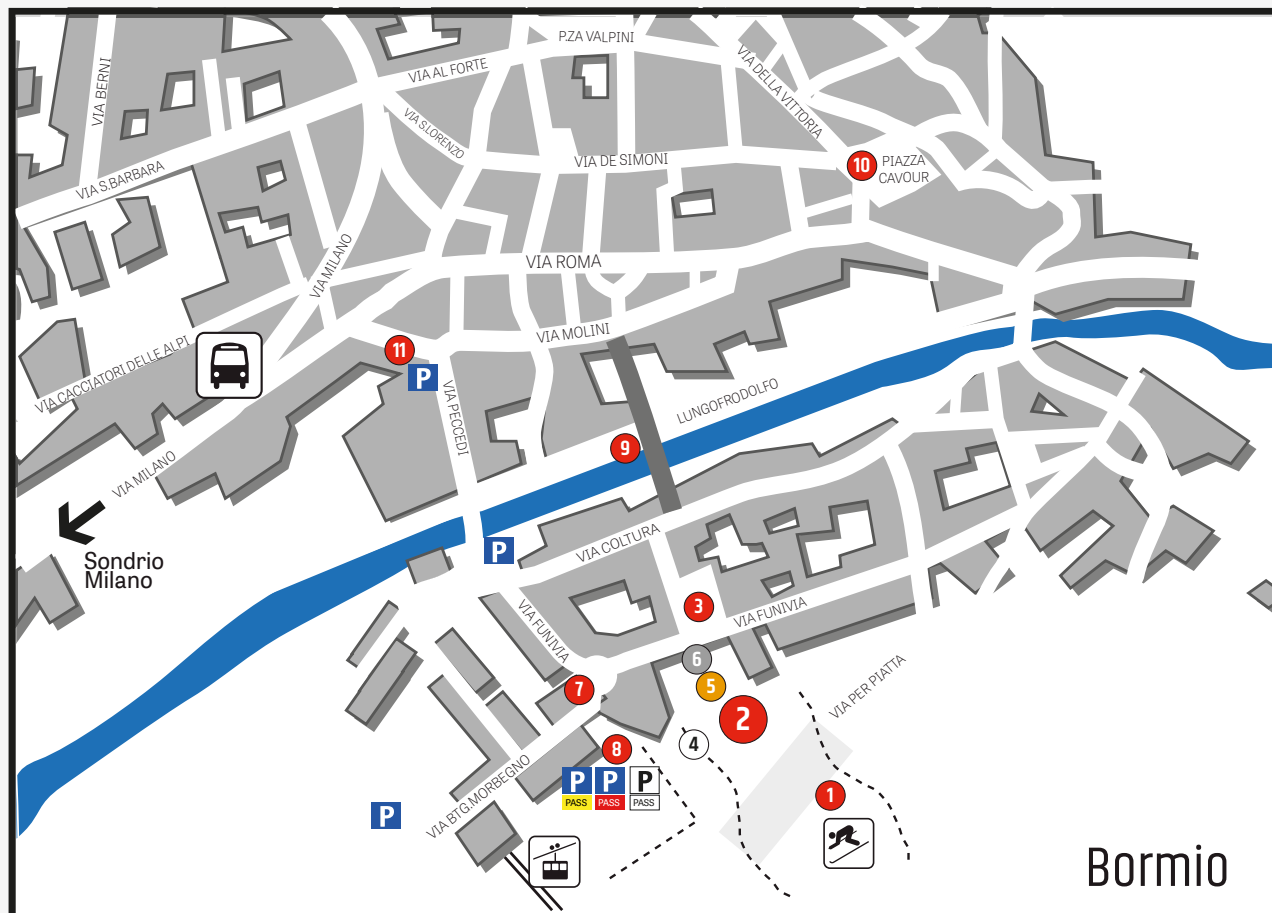 P.ZA VALPINI
VIA AL FORTE
VIA BERNI
VIA DELLA VITTORIA
VIA S.LORENZO
VIA DE SIMONI
10
PIAZZA
CAVOUR
VIA S.BARBARA
VIA ROMA
VIA MILANO
VIA MOLINI
VIA CACCIATORI DELLE ALPI
11
P
VIA PECCEDI
LUNGOFRODOLFO
9
VIA MILANO
Sondrio
Milano
P
VIA COLTURA
3
VIA FUNIVIA
VIA FUNIVIA
6
5
7
2
VIA PER PIATTA
4
8
P
P
P
PASS
PASS
PASS
1
P
VIA BTG.MORBEGNO
Bormio